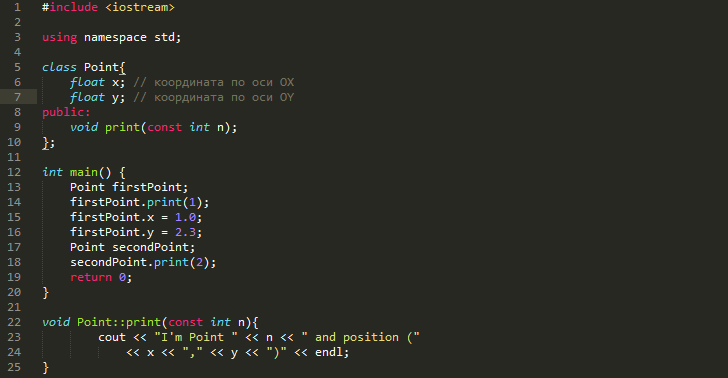 1 #include <iostream>
2
3 using namespace std;
4
5 class Point{
6 float x; // координата по оси OX
7 float y; // координата по оси OY
8 public:
9 void print(const int n);
10 };
11
12 int main() {
13 Point firstPoint;
14 firstPoint.print(1);
15 firstPoint.x = 1.0;
16 firstPoint.y = 2.3;
17 Point secondPoint;
18 secondPoint.print(2);
19 return 0;
20 }
21
22 void Point::print(const int n){
23 cout << "I'm Point " << n << " and position ("
24 << x << "," << y << ")" << endl;
25 }